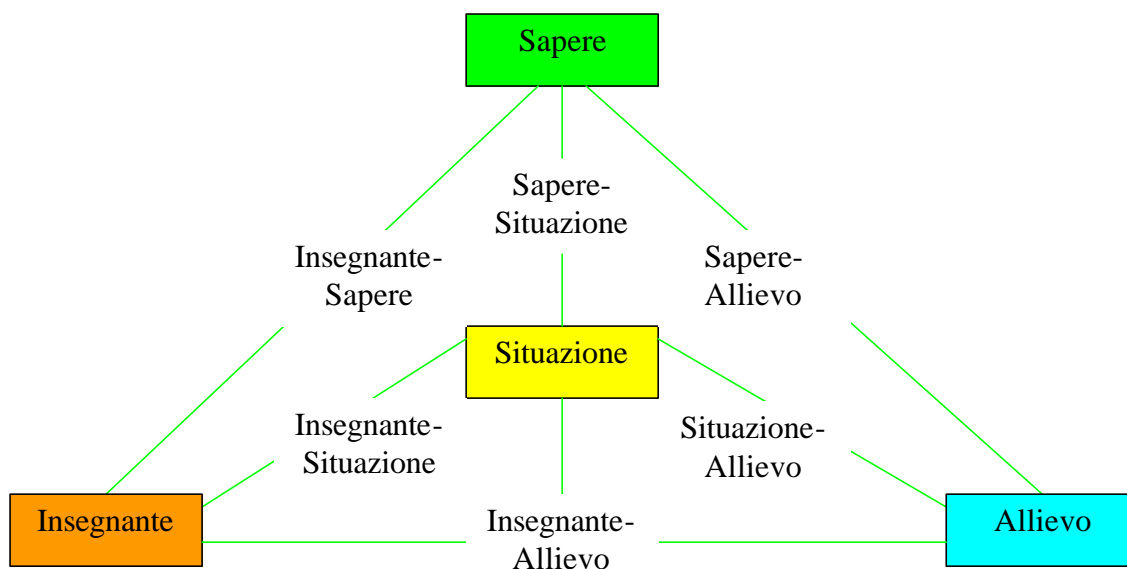 Sapere
Sapere-
Situazione
Insegnante-
Sapere
Sapere-
Allievo
Situazione
Insegnante-
Situazione
Situazione-
Allievo
Insegnante
Insegnante-
Allievo
Allievo